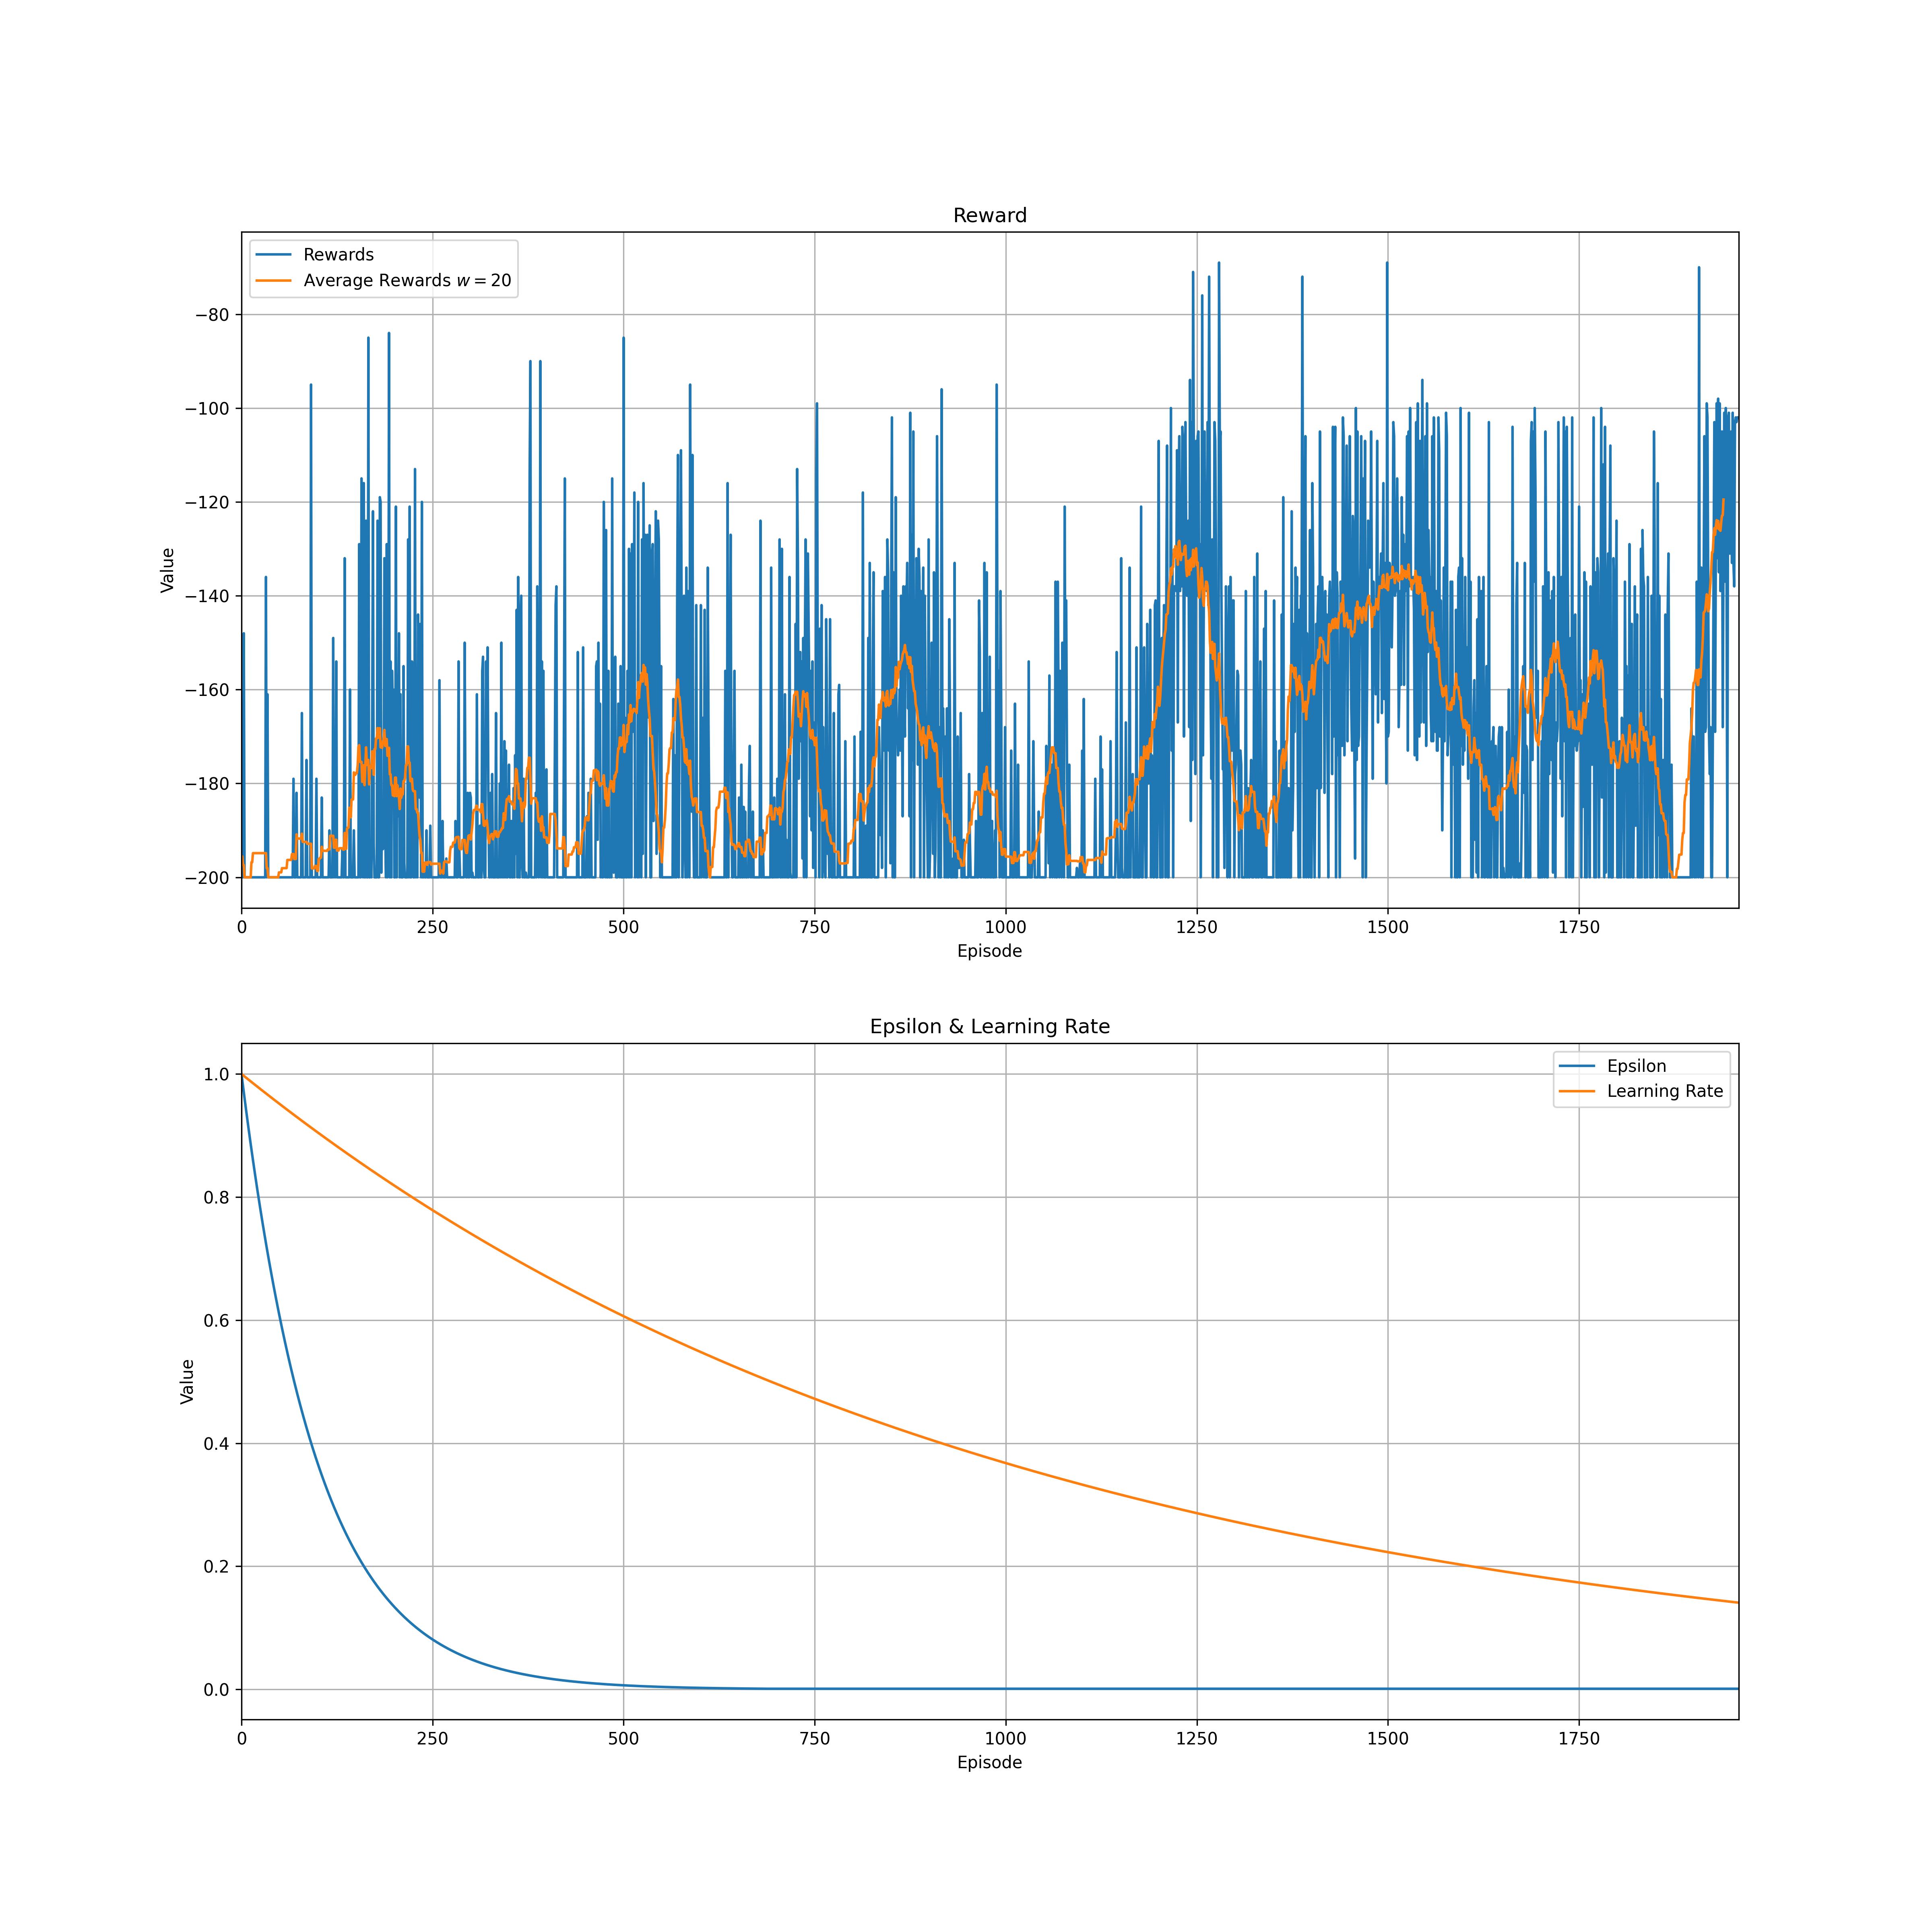 Reward
Rewards
Average Rewards w = 20
−80
−100
−120
−140
−160
−180
−200
Value
0 250 500 750 1000 1250 1500 1750
Episode
Epsilon & Learning Rate
Epsilon
Learning Rate
1.0
0.8
0.6
0.4
0.2
0.0
Value
0 250 500 750 1000 1250 1500 1750
Episode